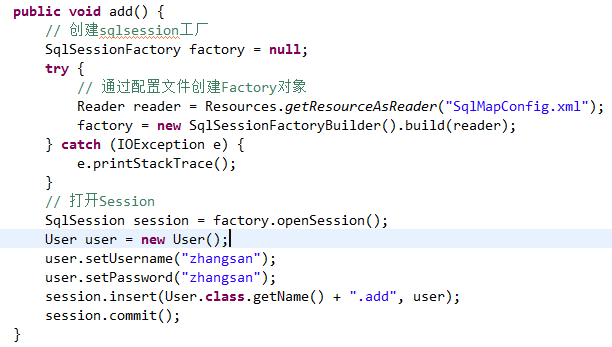 public void add() {
// 创建sqlsession工厂
SqlSessionFactory factory = null;
try {
// 通过配置文件创建Factory对象
Reader reader = Resources.getResourceAsReader("SqlMapConfig.xml");
factory = new SqlSessionFactoryBuilder().build(reader);
} catch (IOException e) {
e.printStackTrace();
}
// 打开Session
SqlSession session = factory.openSession();
User user = new User();
user.setUsername("zhangsan");
user.setPassword("zhangsan");
session.insert(User.class.getName() + ".add", user);
session.commit();
}